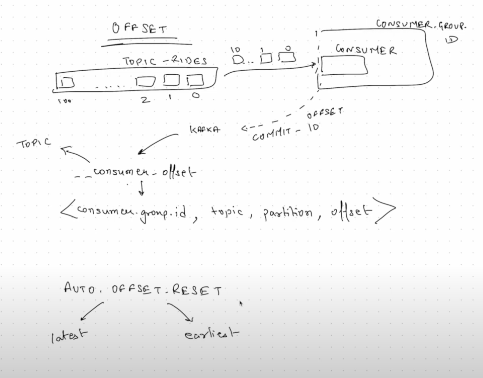 OFFSET
CONSUMER.GROUP.ID
TOPIC - RIDES
10 1 0
CONSUMER
100 ..... 2 1 0
OFFSET
COMMIT - 10
KAFKA
TOPIC
__consumer_offset
<consumer.group.id, topic, partition, offset>
AUTO.OFFSET.RESET
latest earliest